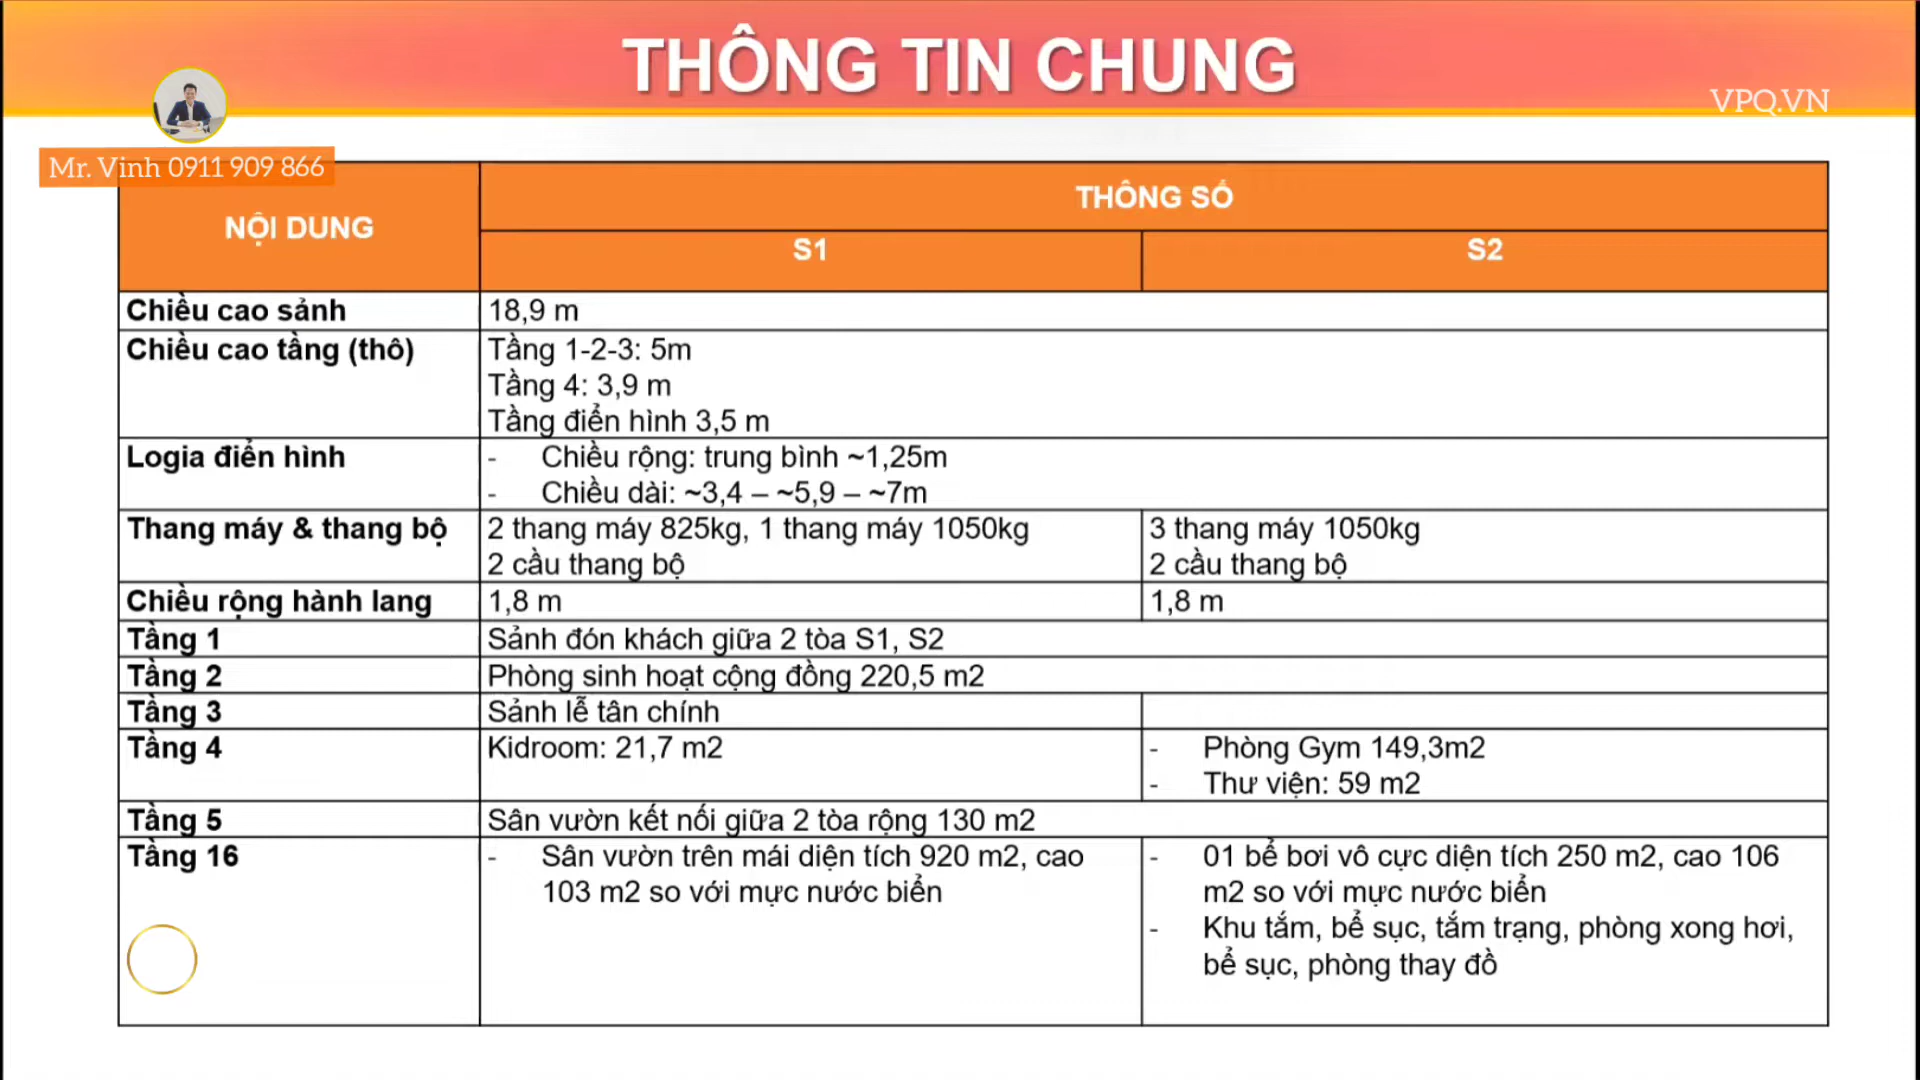 THÔNG TIN CHUNG
VPQ.VN
Mr. Vinh 0911 909 866
NỘI DUNG
THÔNG SỐ
S1
S2
Chiều cao sảnh
18,9 m
Chiều cao tầng (thô)
Tầng 1-2-3: 5m
Tầng 4: 3,9 m
Tầng điển hình 3,5 m
Logia điển hình
- Chiều rộng: trung bình ~1,25m
- Chiều dài: ~3,4 – ~5,9 – ~7m
Thang máy & thang bộ
2 thang máy 825kg, 1 thang máy 1050kg
2 cầu thang bộ
3 thang máy 1050kg
2 cầu thang bộ
Chiều rộng hành lang
1,8 m
1,8 m
Tầng 1
Sảnh đón khách giữa 2 tòa S1, S2
Tầng 2
Phòng sinh hoạt cộng đồng 220,5 m2
Tầng 3
Sảnh lễ tân chính
Tầng 4
Kidroom: 21,7 m2
- Phòng Gym 149,3m2
- Thư viện: 59 m2
Tầng 5
Sân vườn kết nối giữa 2 tòa rộng 130 m2
Tầng 16
- Sân vườn trên mái diện tích 920 m2, cao
103 m2 so với mực nước biển
- 01 bể bơi vô cực diện tích 250 m2, cao 106
m2 so với mực nước biển
- Khu tắm, bể sục, tắm trạng, phòng xong hơi,
bể sục, phòng thay đồ